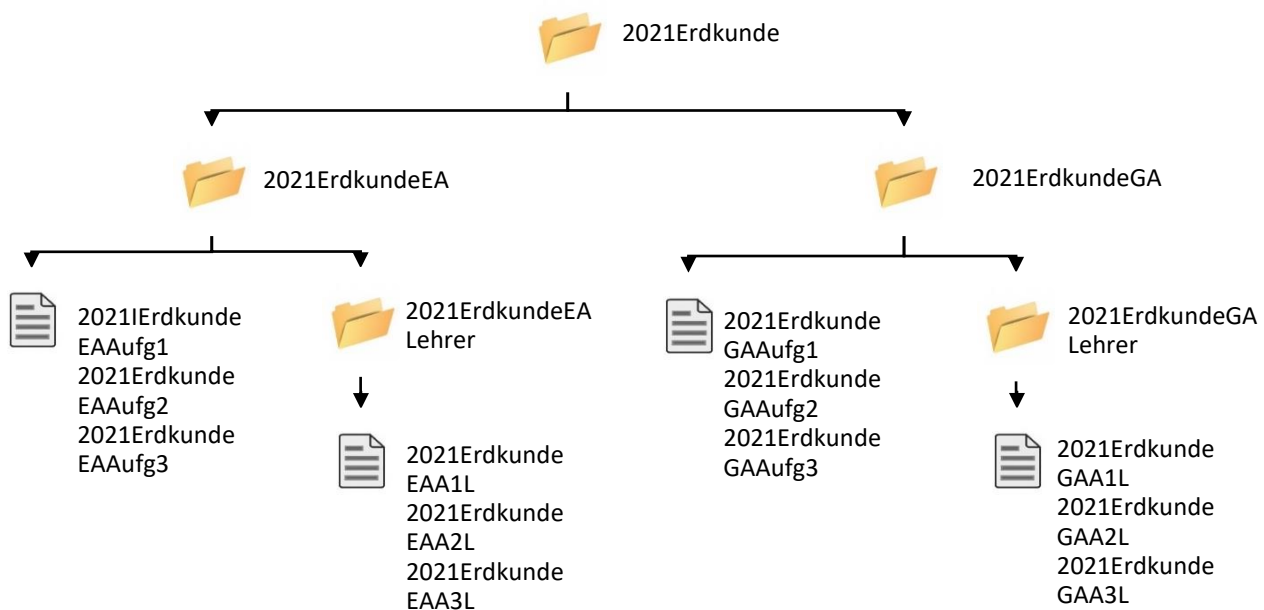 2021Erdkunde
2021ErdkundeEA
2021ErdkundeGA
2021IErdkunde
EAAufg1
2021Erdkunde
EAAufg2
2021Erdkunde
EAAufg3
2021ErdkundeEA
Lehrer
2021Erdkunde
EAA1L
2021Erdkunde
EAA2L
2021Erdkunde
EAA3L
2021Erdkunde
GAAufg1
2021Erdkunde
GAAufg2
2021Erdkunde
GAAufg3
2021ErdkundeGA
Lehrer
2021Erdkunde
GAA1L
2021Erdkunde
GAA2L
2021Erdkunde
GAA3L